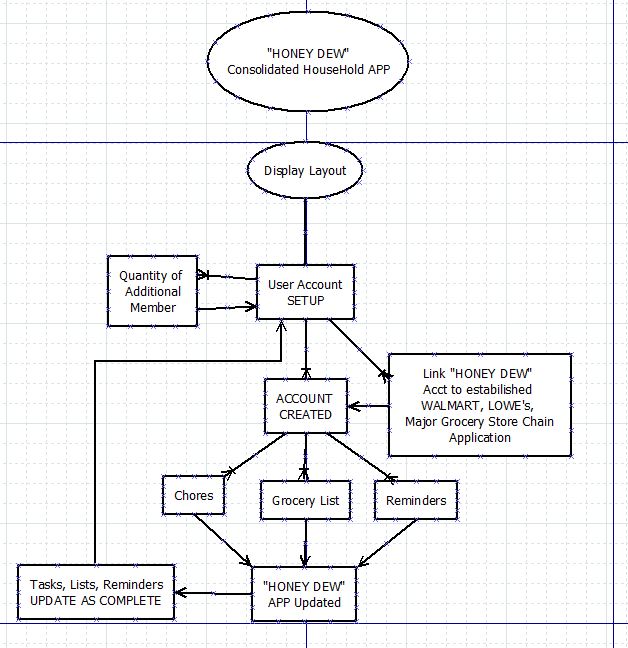 "HONEY DEW"
Consolidated HouseHold APP
Display Layout
Quantity of
Additional
Member
User Account
SETUP
Link "HONEY DEW"
Acct to estabilished
WALMART, LOWE's,
Major Grocery Store Chain
Application
ACCOUNT
CREATED
Chores
Grocery List
Reminders
Tasks, Lists, Reminders
UPDATE AS COMPLETE
"HONEY DEW"
APP Updated